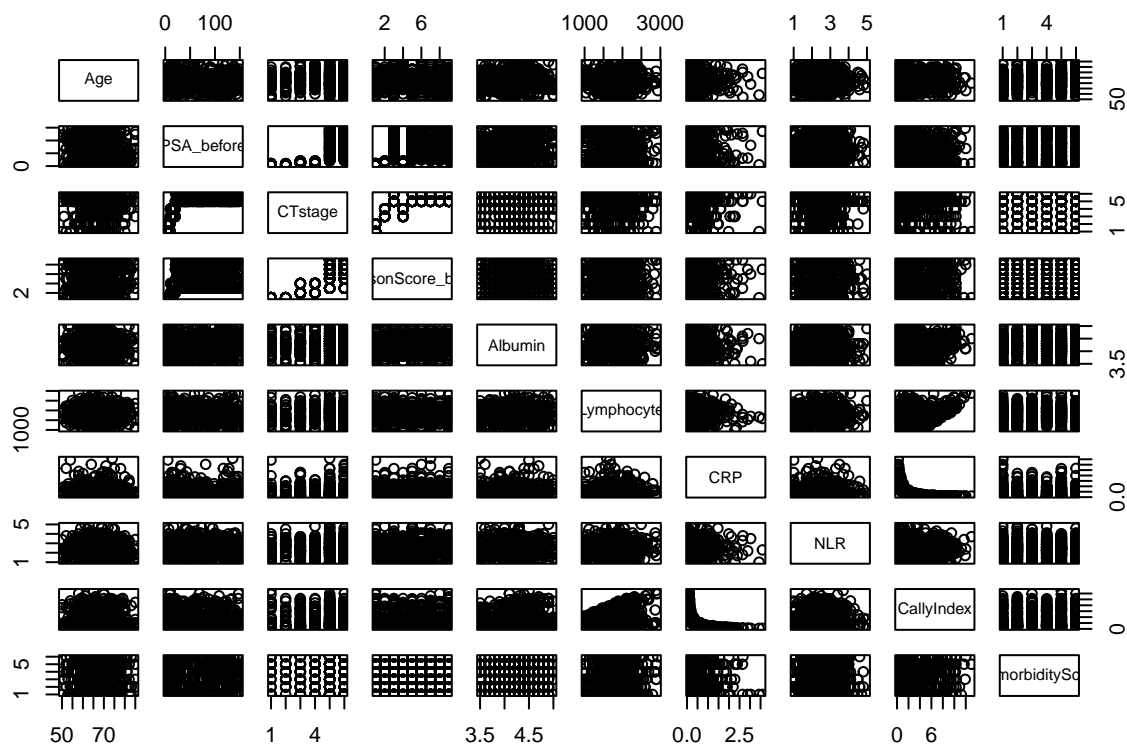 0 100 2 6 1000 3000 1 3 5 1 4
Age 50
0 PSA_before
CTstage 1 5
2 sonScore_b
Albumin 3.5
1000 Lymphocyte
CRP 0.0
1 5 NLR
CallyIndex 0
1 5 morbiditySc
50 70 1 4 3.5 4.5 0.0 2.5 0 6